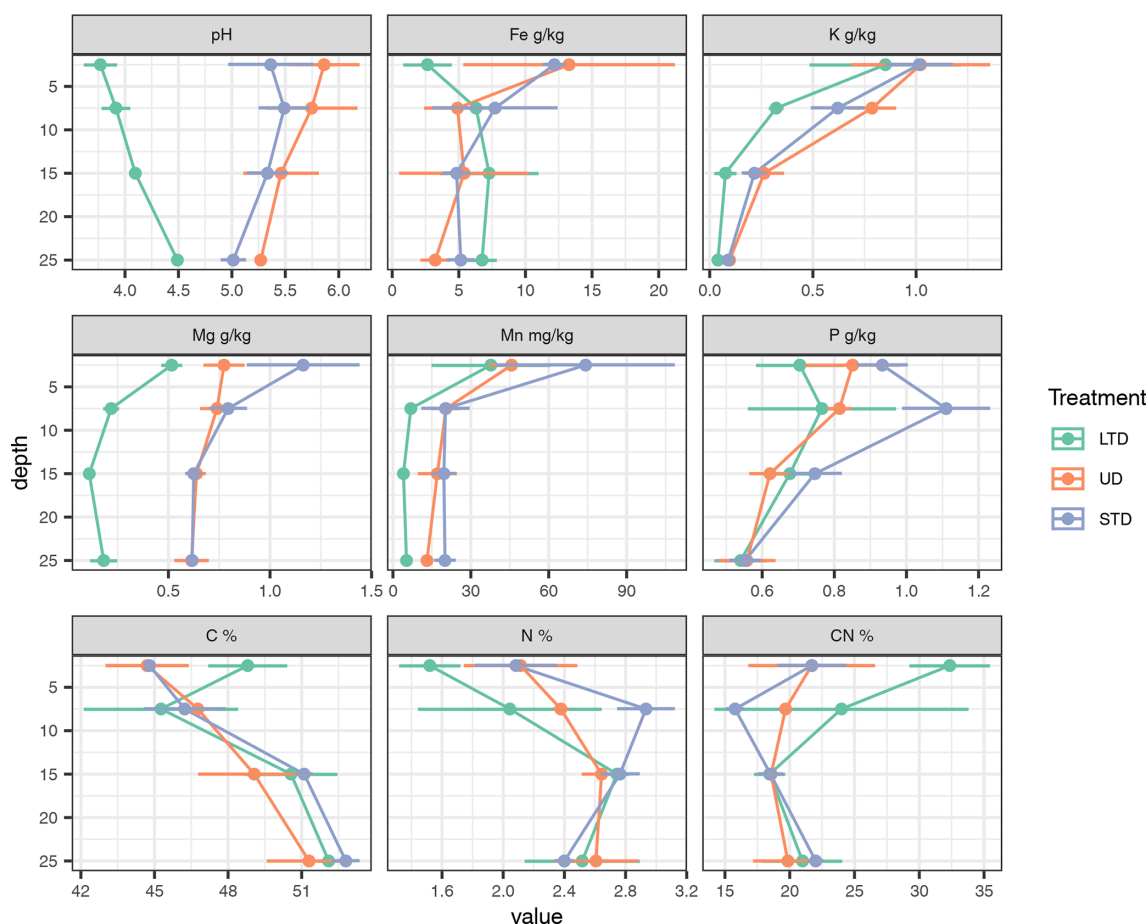 pH Fe g/kg K g/kg
5
10
15
20
25
4.0 4.5 5.0 5.5 6.0 0 5 10 15 20 0.0 0.5 1.0
Mg g/kg Mn mg/kg P g/kg
5
10
15
20
25
0.5 1.0 1.5 0 30 60 90 0.6 0.8 1.0 1.2
depth
C % N % CN %
5
10
15
20
25
42 45 48 51 1.6 2.0 2.4 2.8 3.2 15 20 25 30 35
value
Treatment
LTD
UD
STD